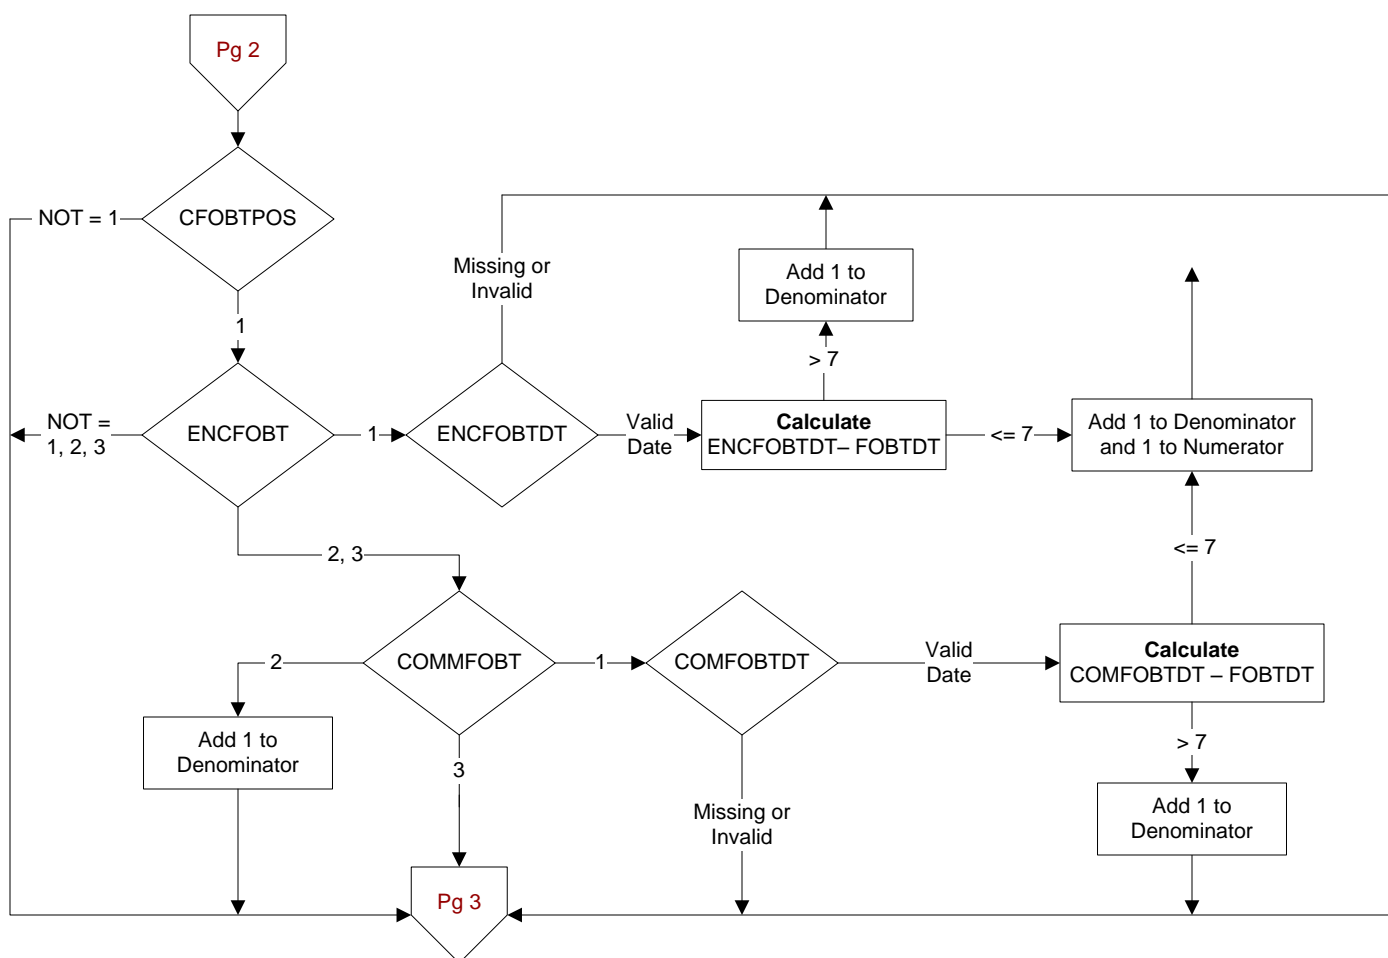 Pg 2
CFOBTPOS
NOT = 1
1
Missing or
Invalid
Add 1 to
Denominator
> 7
NOT =
1, 2, 3
ENCFOBT
1
ENCFOBTDT
Valid
Date
Calculate
ENCFOBTDT– FOBTDT
<= 7
Add 1 to Denominator
and 1 to Numerator
2, 3
<= 7
2
COMMFOBT
1
COMFOBTDT
Valid
Date
Calculate
COMFOBTDT – FOBTDT
Add 1 to
Denominator
3
> 7
Missing or
Invalid
Add 1 to
Denominator
Pg 3